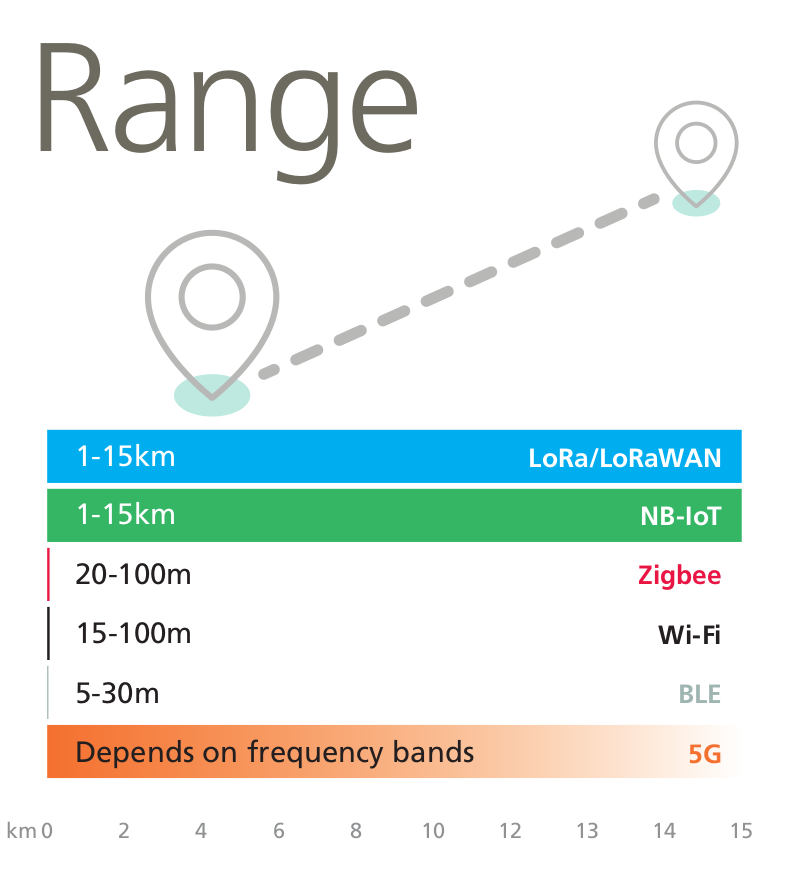 Range
1-15km LoRa/LoRaWAN
1-15km NB-IoT
20-100m Zigbee
15-100m Wi-Fi
5-30m BLE
Depends on frequency bands 5G
km 0 2 4 6 8 10 12 13 14 15